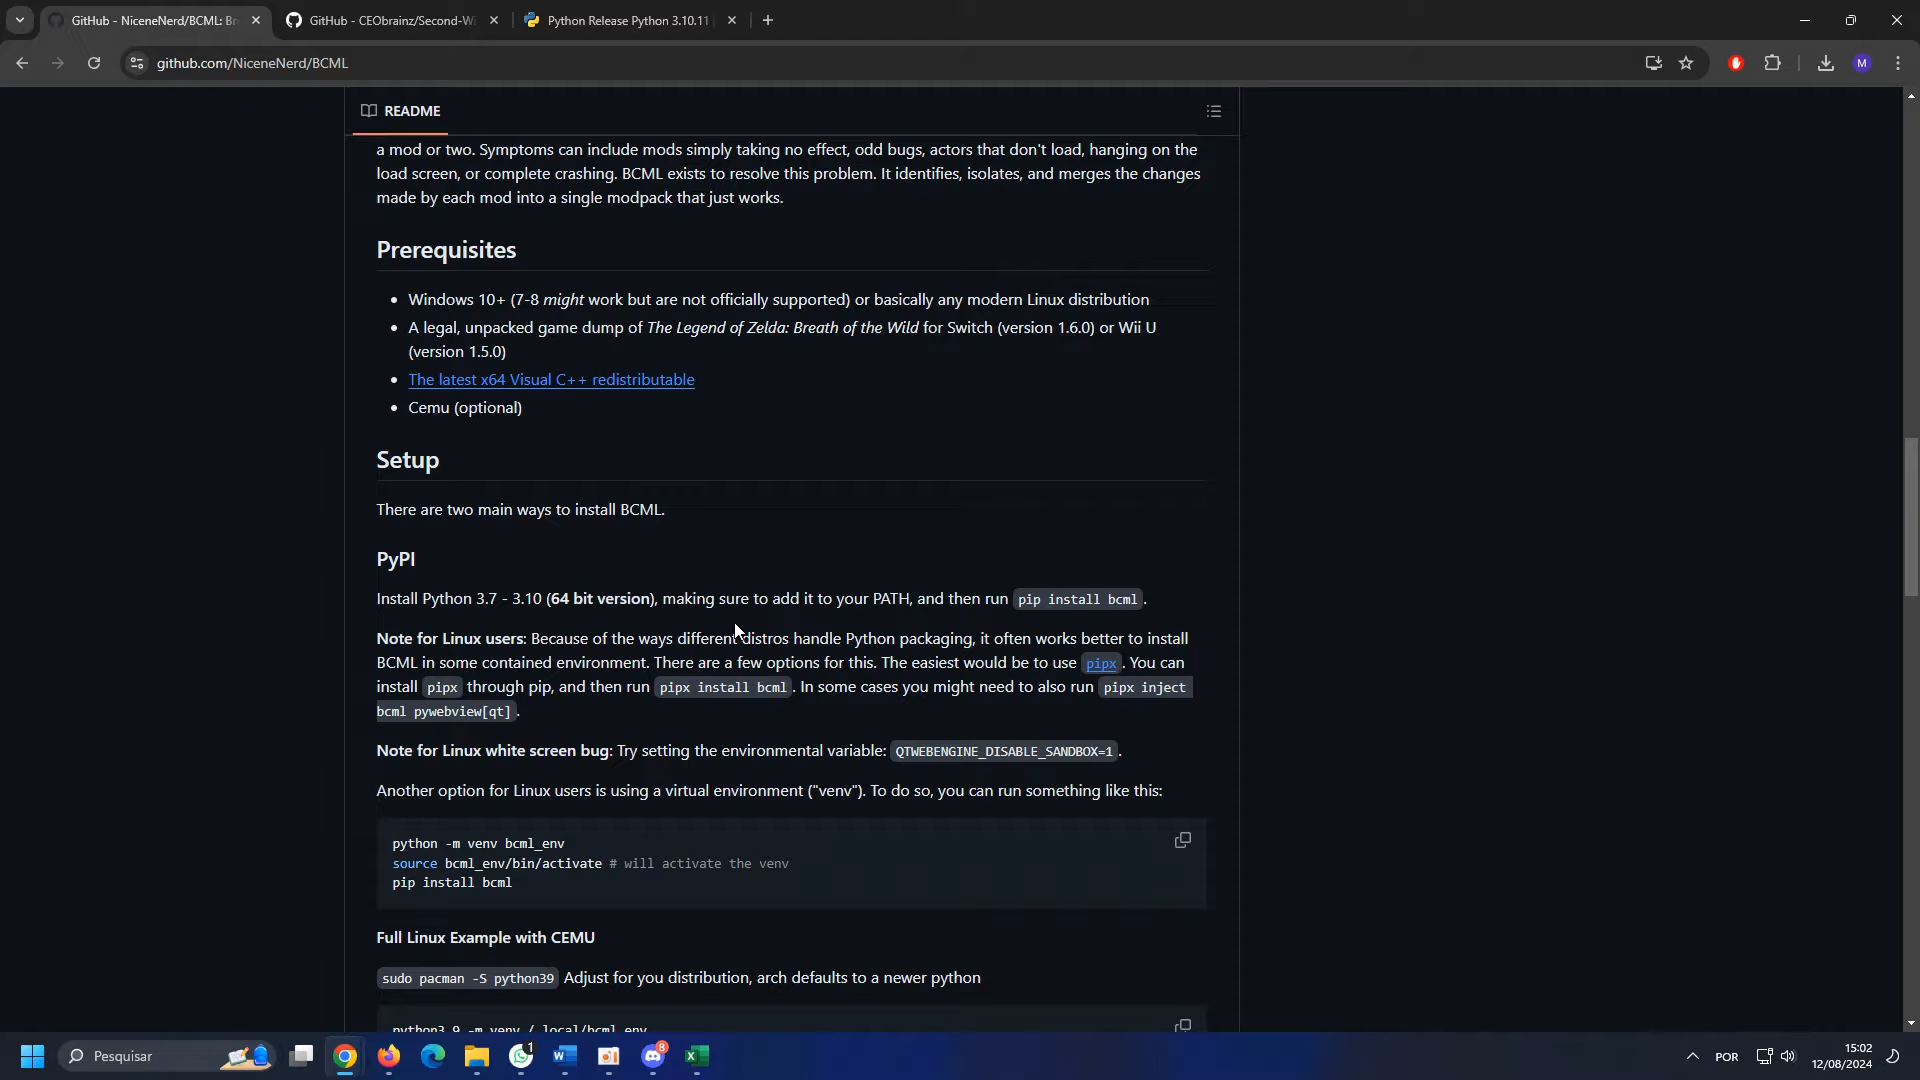 GitHub - NiceneNerd/BCML: Br
GitHub - CEObrainz/Second-Wi
Python Release Python 3.10.11
github.com/NiceneNerd/BCML
M
README
a mod or two. Symptoms can include mods simply taking no effect, odd bugs, actors that don't load, hanging on the
load screen, or complete crashing. BCML exists to resolve this problem. It identifies, isolates, and merges the changes
made by each mod into a single modpack that just works.
Prerequisites
Windows 10+ (7-8 might work but are not officially supported) or basically any modern Linux distribution
A legal, unpacked game dump of The Legend of Zelda: Breath of the Wild for Switch (version 1.6.0) or Wii U
(version 1.5.0)
The latest x64 Visual C++ redistributable
Cemu (optional)
Setup
There are two main ways to install BCML.
PyPI
Install Python 3.7 - 3.10 (64 bit version), making sure to add it to your PATH, and then run pip install bcml.
Note for Linux users: Because of the ways different distros handle Python packaging, it often works better to install
BCML in some contained environment. There are a few options for this. The easiest would be to use pipx. You can
install pipx through pip, and then run pipx install bcml. In some cases you might need to also run pipx inject
bcml pywebview[qt].
Note for Linux white screen bug: Try setting the environmental variable: QTWEBENGINE_DISABLE_SANDBOX=1.
Another option for Linux users is using a virtual environment ("venv"). To do so, you can run something like this:
python -m venv bcml_env
source bcml_env/bin/activate # will activate the venv
pip install bcml
Full Linux Example with CEMU
sudo pacman -S python39 Adjust for you distribution, arch defaults to a newer python
python3.9 -m venv /.local/bcml_env
Pesquisar
1
8
POR
15:02
12/08/2024